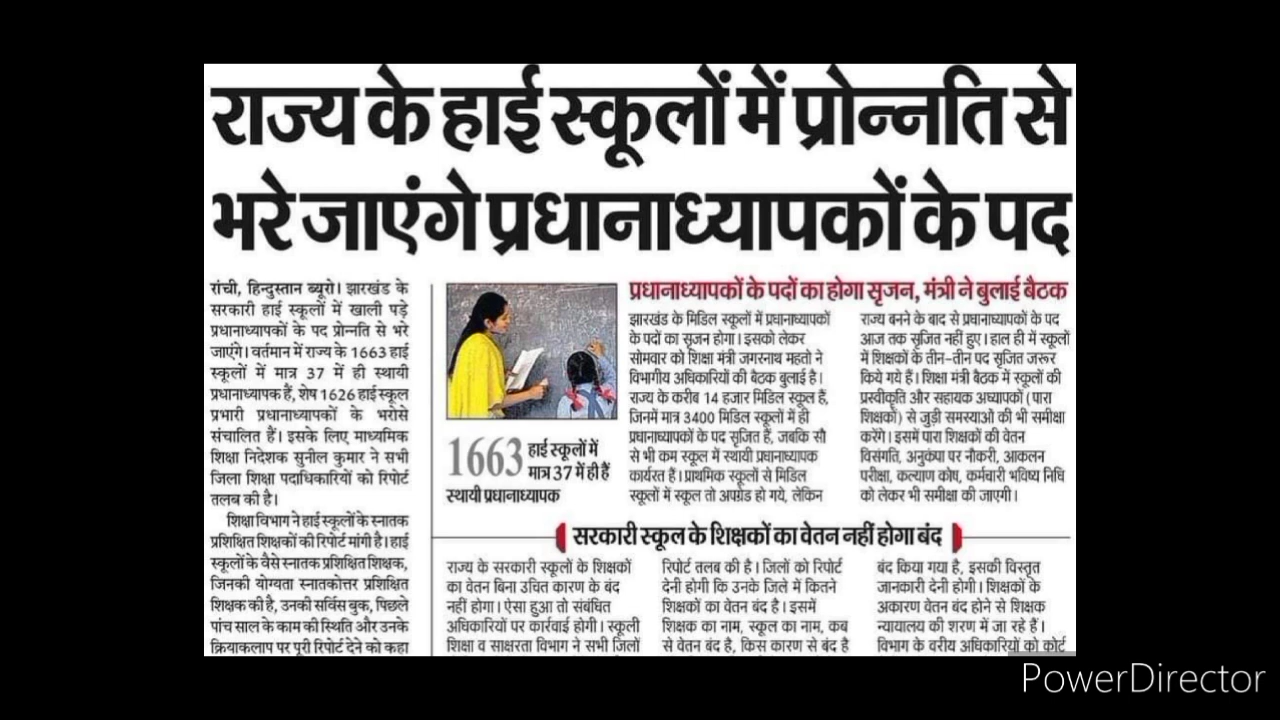 राज्य के हाई स्कूलों में प्रोन्नति से
भरे जाएंगे प्रधानाध्यापकों के पद
रांची, हिन्दुस्तान ब्यूरो। झारखंड के
सरकारी हाई स्कूलों में खाली पड़े
प्रधानाध्यापकों के पद प्रोन्नति से भरे
जाएंगे। वर्तमान में राज्य के 1663 हाई
स्कूलों में मात्र 37 में ही स्थायी
प्रधानाध्यापक हैं, शेष 1626 हाई स्कूल
प्रभारी प्रधानाध्यापकों के भरोसे
संचालित हैं। इसके लिए माध्यमिक
शिक्षा निदेशक सुनील कुमार ने सभी
जिला शिक्षा पदाधिकारियों को रिपोर्ट
तलब की है।
शिक्षा विभाग ने हाई स्कूलों के स्नातक
प्रशिक्षित शिक्षकों की रिपोर्ट मांगी है। हाई
स्कूलों के वैसे स्नातक प्रशिक्षित शिक्षक,
जिनकी योग्यता स्नातकोत्तर प्रशिक्षित
शिक्षक की है, उनकी सर्विस बुक, पिछले
पांच साल के काम की स्थिति और उनके
क्रियाकलाप पर पूरी रिपोर्ट देने को कहा
1663 हाई स्कूलों में
मात्र 37 में ही हैं
स्थायी प्रधानाध्यापक
प्रधानाध्यापकों के पदों का होगा सृजन, मंत्री ने बुलाई बैठक
झारखंड के मिडिल स्कूलों में प्रधानाध्यापकों
के पदों का सृजन होगा। इसको लेकर
सोमवार को शिक्षा मंत्री जगरनाथ महतो ने
विभागीय अधिकारियों की बैठक बुलाई है।
राज्य के करीब 14 हजार मिडिल स्कूल हैं,
जिनमें मात्र 3400 मिडिल स्कूलों में ही
प्रधानाध्यापकों के पद सृजित हैं, जबकि सौ
से भी कम स्कूल में स्थायी प्रधानाध्यापक
कार्यरत हैं। प्राथमिक स्कूलों से मिडिल
स्कूलों में स्कूल तो अपग्रेड हो गये, लेकिन
राज्य बनने के बाद से प्रधानाध्यापकों के पद
आज तक सृजित नहीं हुए। हाल ही में स्कूलों
में शिक्षकों के तीन-तीन पद सृजित जरूर
किये गये हैं। शिक्षा मंत्री बैठक में स्कूलों की
प्रस्वीकृति और सहायक अध्यापकों (पारा
शिक्षकों) से जुड़ी समस्याओं की भी समीक्षा
करेंगे। इसमें पारा शिक्षकों की वेतन
विसंगति, अनुकंपा पर नौकरी, आकलन
परीक्षा, कल्याण कोष, कर्मचारी भविष्य निधि
को लेकर भी समीक्षा की जाएगी।
सरकारी स्कूल के शिक्षकों का वेतन नहीं होगा बंद
राज्य के सरकारी स्कूलों के शिक्षकों
का वेतन बिना उचित कारण के बंद
नहीं होगा। ऐसा हुआ तो संबंधित
अधिकारियों पर कार्रवाई होगी। स्कूली
शिक्षा व साक्षरता विभाग ने सभी जिलों
रिपोर्ट तलब की है। जिलों को रिपोर्ट
देनी होगी कि उनके जिले में कितने
शिक्षकों का वेतन बंद है। इसमें
शिक्षक का नाम, स्कूल का नाम, कब
से वेतन बंद है, किस कारण से बंद है
बंद किया गया है, इसकी विस्तृत
जानकारी देनी होगी। शिक्षकों के
अकारण वेतन बंद होने से शिक्षक
न्यायालय की शरण में जा रहे हैं।
विभाग के वरीय अधिकारियों को कोर्ट
PowerDirector